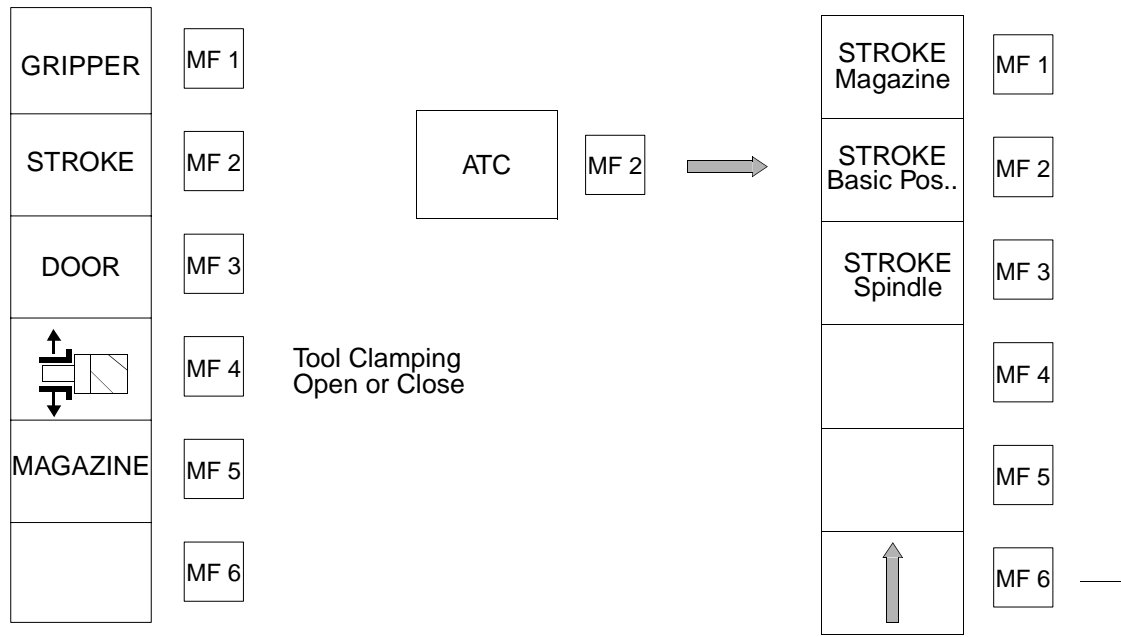 GRIPPER
MF 1
STROKE
MF 2
DOOR
MF 3
MF 4
Tool Clamping
Open or Close
MAGAZINE
MF 5
MF 6
ATC
MF 2
STROKE
Magazine
MF 1
STROKE
Basic Pos..
MF 2
STROKE
Spindle
MF 3
MF 4
MF 5
MF 6